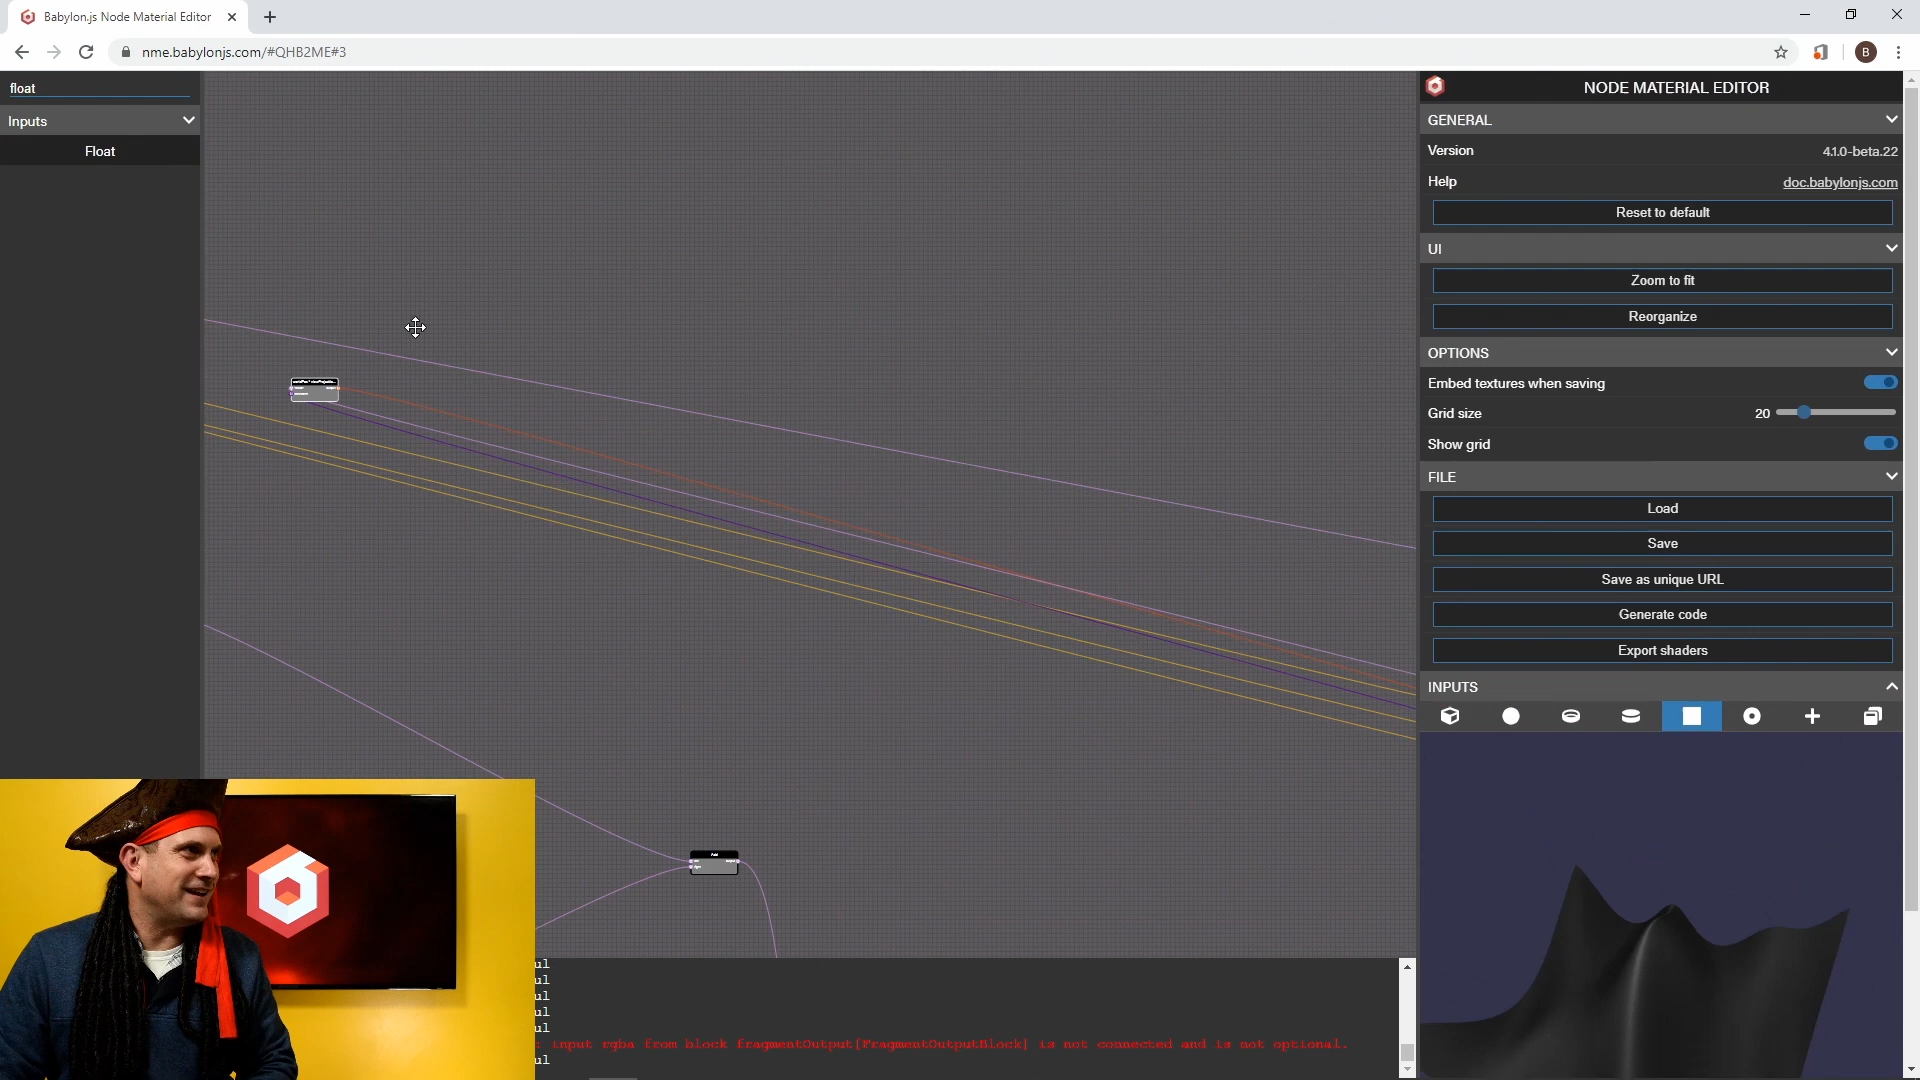 Babylon.js Node Material Editor
nme.babylonjs.com/#QHB2ME#3
B
float
Inputs
Float
NODE MATERIAL EDITOR
GENERAL
Version 4.1.0-beta.22
Help doc.babylonjs.com
Reset to default
UI
Zoom to fit
Reorganize
OPTIONS
Embed textures when saving
Grid size 20
Show grid
FILE
Load
Save
Save as unique URL
Generate code
Export shaders
INPUTS
ul
ul
ul
ul
ul
: input rgba from block fragmentOutput[FragmentOutputBlock] is not connected and is not optional.
ul